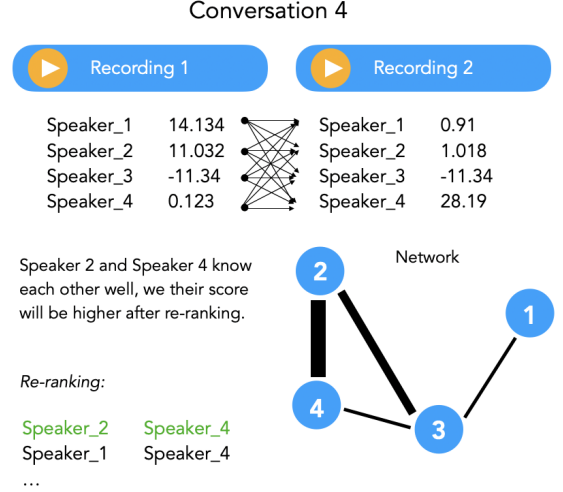 Conversation 4
Recording 1
Recording 2
Speaker_1 14.134
Speaker_2 11.032
Speaker_3 -11.34
Speaker_4 0.123
Speaker_1 0.91
Speaker_2 1.018
Speaker_3 -11.34
Speaker_4 28.19
Speaker 2 and Speaker 4 know
each other well, we their score
will be higher after re-ranking.
Network
2
1
4
3
Re-ranking:
Speaker_2 Speaker_4
Speaker_1 Speaker_4
...